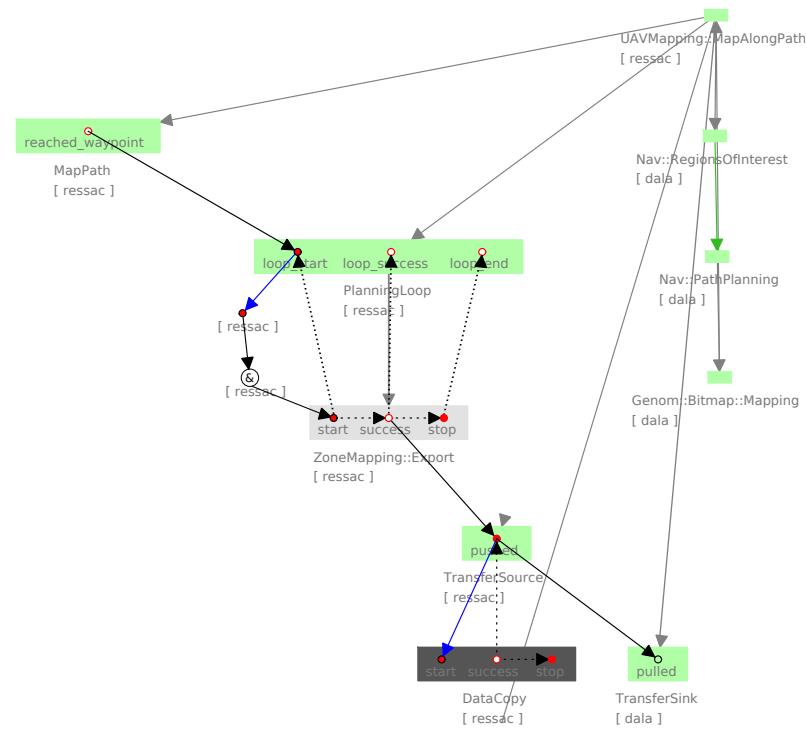 UAVMapping::MapAlongPath
[ ressac ]
reached_waypoint
MapPath
[ ressac ]
Nav::RegionsOfInterest
[ dala ]
loop_start loop_success loop_end
PlanningLoop
[ ressac ]
Nav::PathPlanning
[ dala ]
[ ressac ]
&
[ ressac ]
Genom::Bitmap::Mapping
[ dala ]
start success stop
ZoneMapping::Export
[ ressac ]
pushed
TransferSource
[ ressac ]
start success stop
DataCopy
[ ressac ]
pulled
TransferSink
[ dala ]